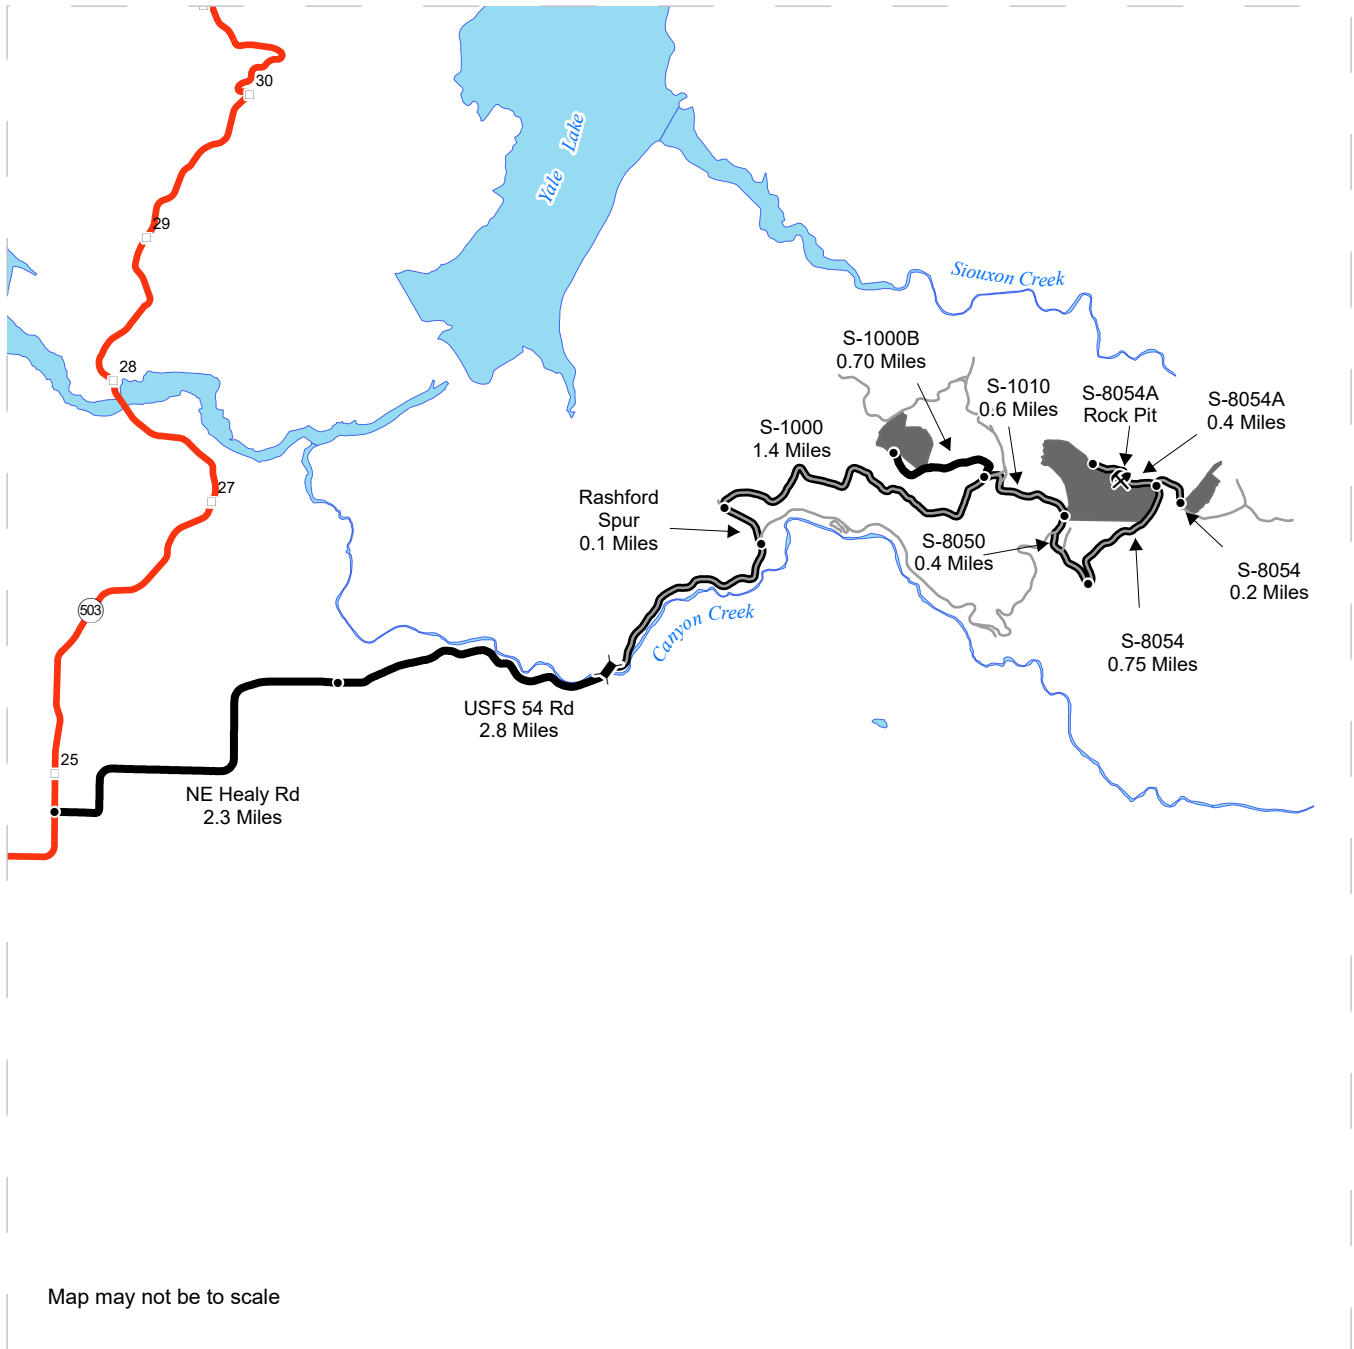 30
Yale Lake
29
Siouxon Creek
S-1000B
0.70 Miles
28
S-1010
0.6 Miles
S-8054A
Rock Pit
S-8054A
0.4 Miles
S-1000
1.4 Miles
27
Rashford
Spur
0.1 Miles
S-8050
0.4 Miles
S-8054
0.2 Miles
503
Canyon Creek
S-8054
0.75 Miles
USFS 54 Rd
2.8 Miles
25
NE Healy Rd
2.3 Miles
Map may not be to scale